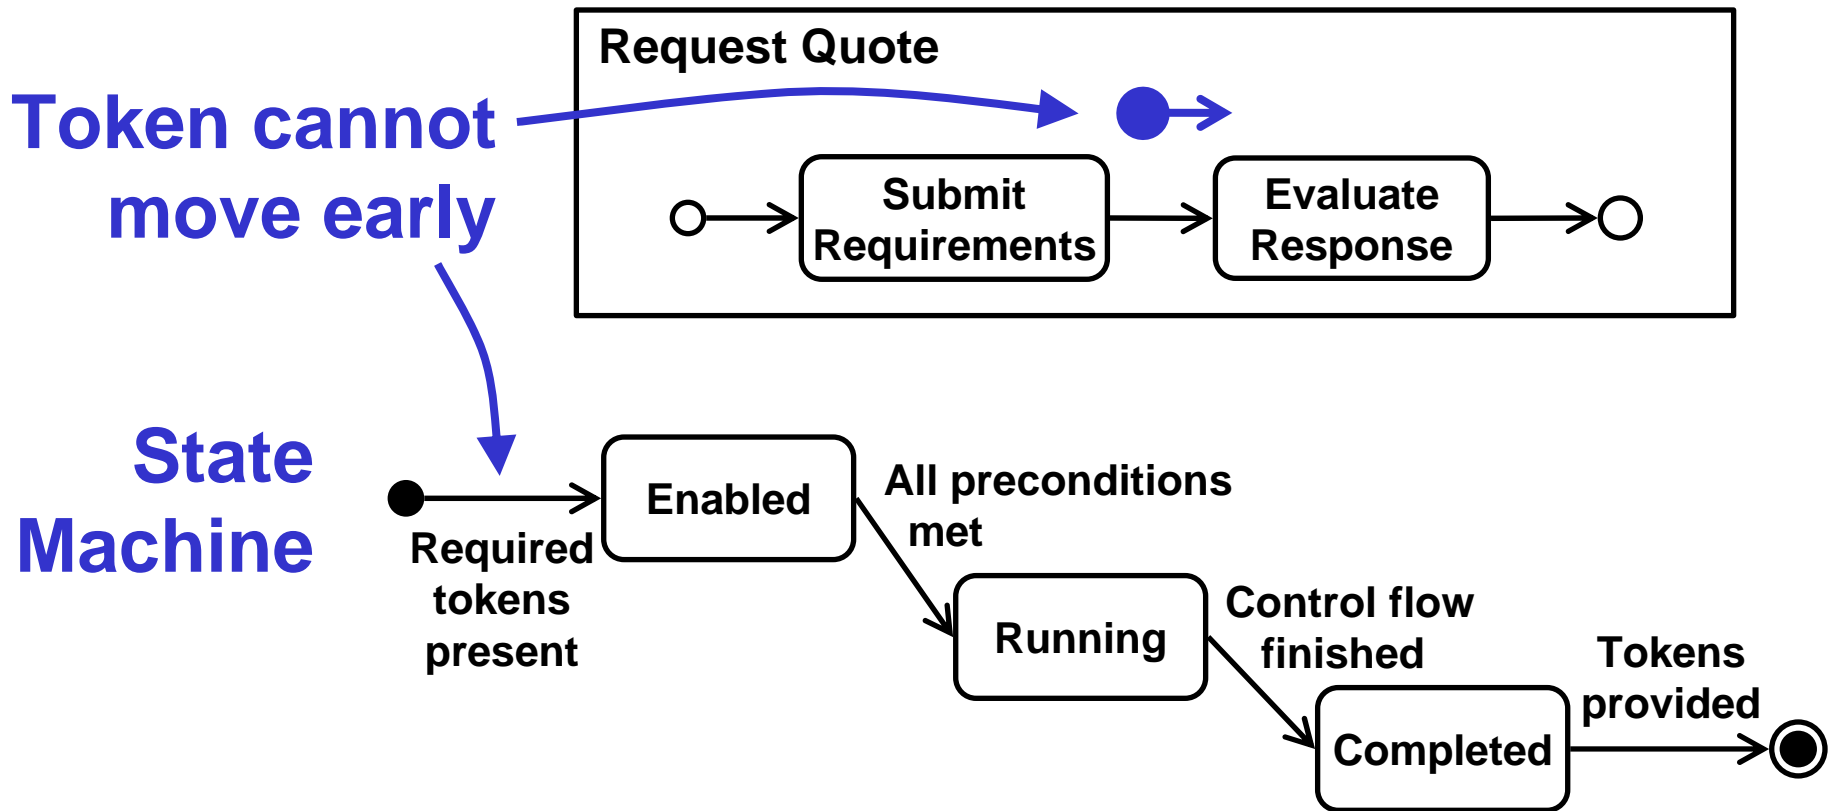 Request Quote
Token cannot
move early
Submit
Requirements
Evaluate
Response
State
Machine
Enabled
All preconditions
met
Required
tokens
present
Running
Control flow
finished
Tokens
provided
Completed